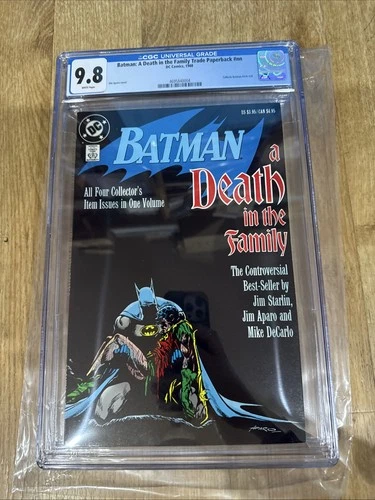 CGC UNIVERSAL GRADE
9.8
WHITE Pages
Batman: A Death in the Family Trade Paperback #nn
DC Comics, 1988
DC
BATMAN
a
Death
in the
Family
All Four Collector's
Item Issues in One Volume
The Controversial
Best-Seller by
Jim Starlin,
Jim Aparo and
Mike DeCarlo